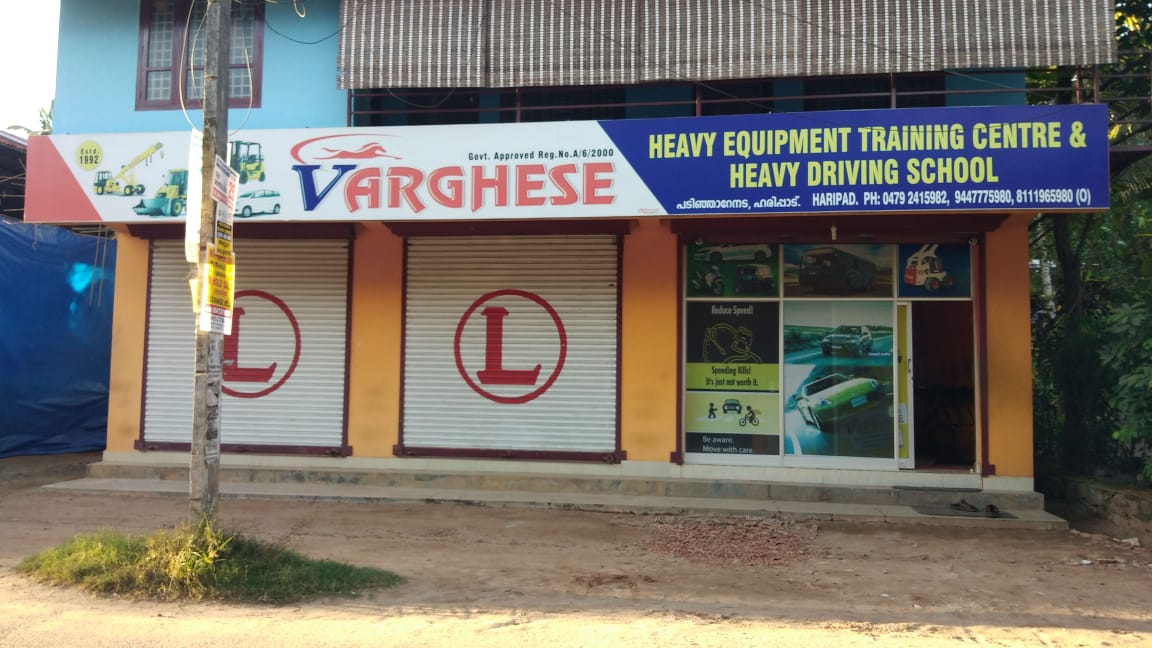 Estd.
1992
Govt. Approved Reg.No.A/6/2000
VARGHESE
HEAVY EQUIPMENT TRAINING CENTRE &
HEAVY DRIVING SCHOOL
പടിഞ്ഞാറേനട, ഹരിപ്പാട്. HARIPAD. PH: 0479 2415982, 9447775980, 8111965980 (O)
L
L
Reduce Speed!
Speeding Kills!
It's just not worth it.
Be aware.
Move with care.